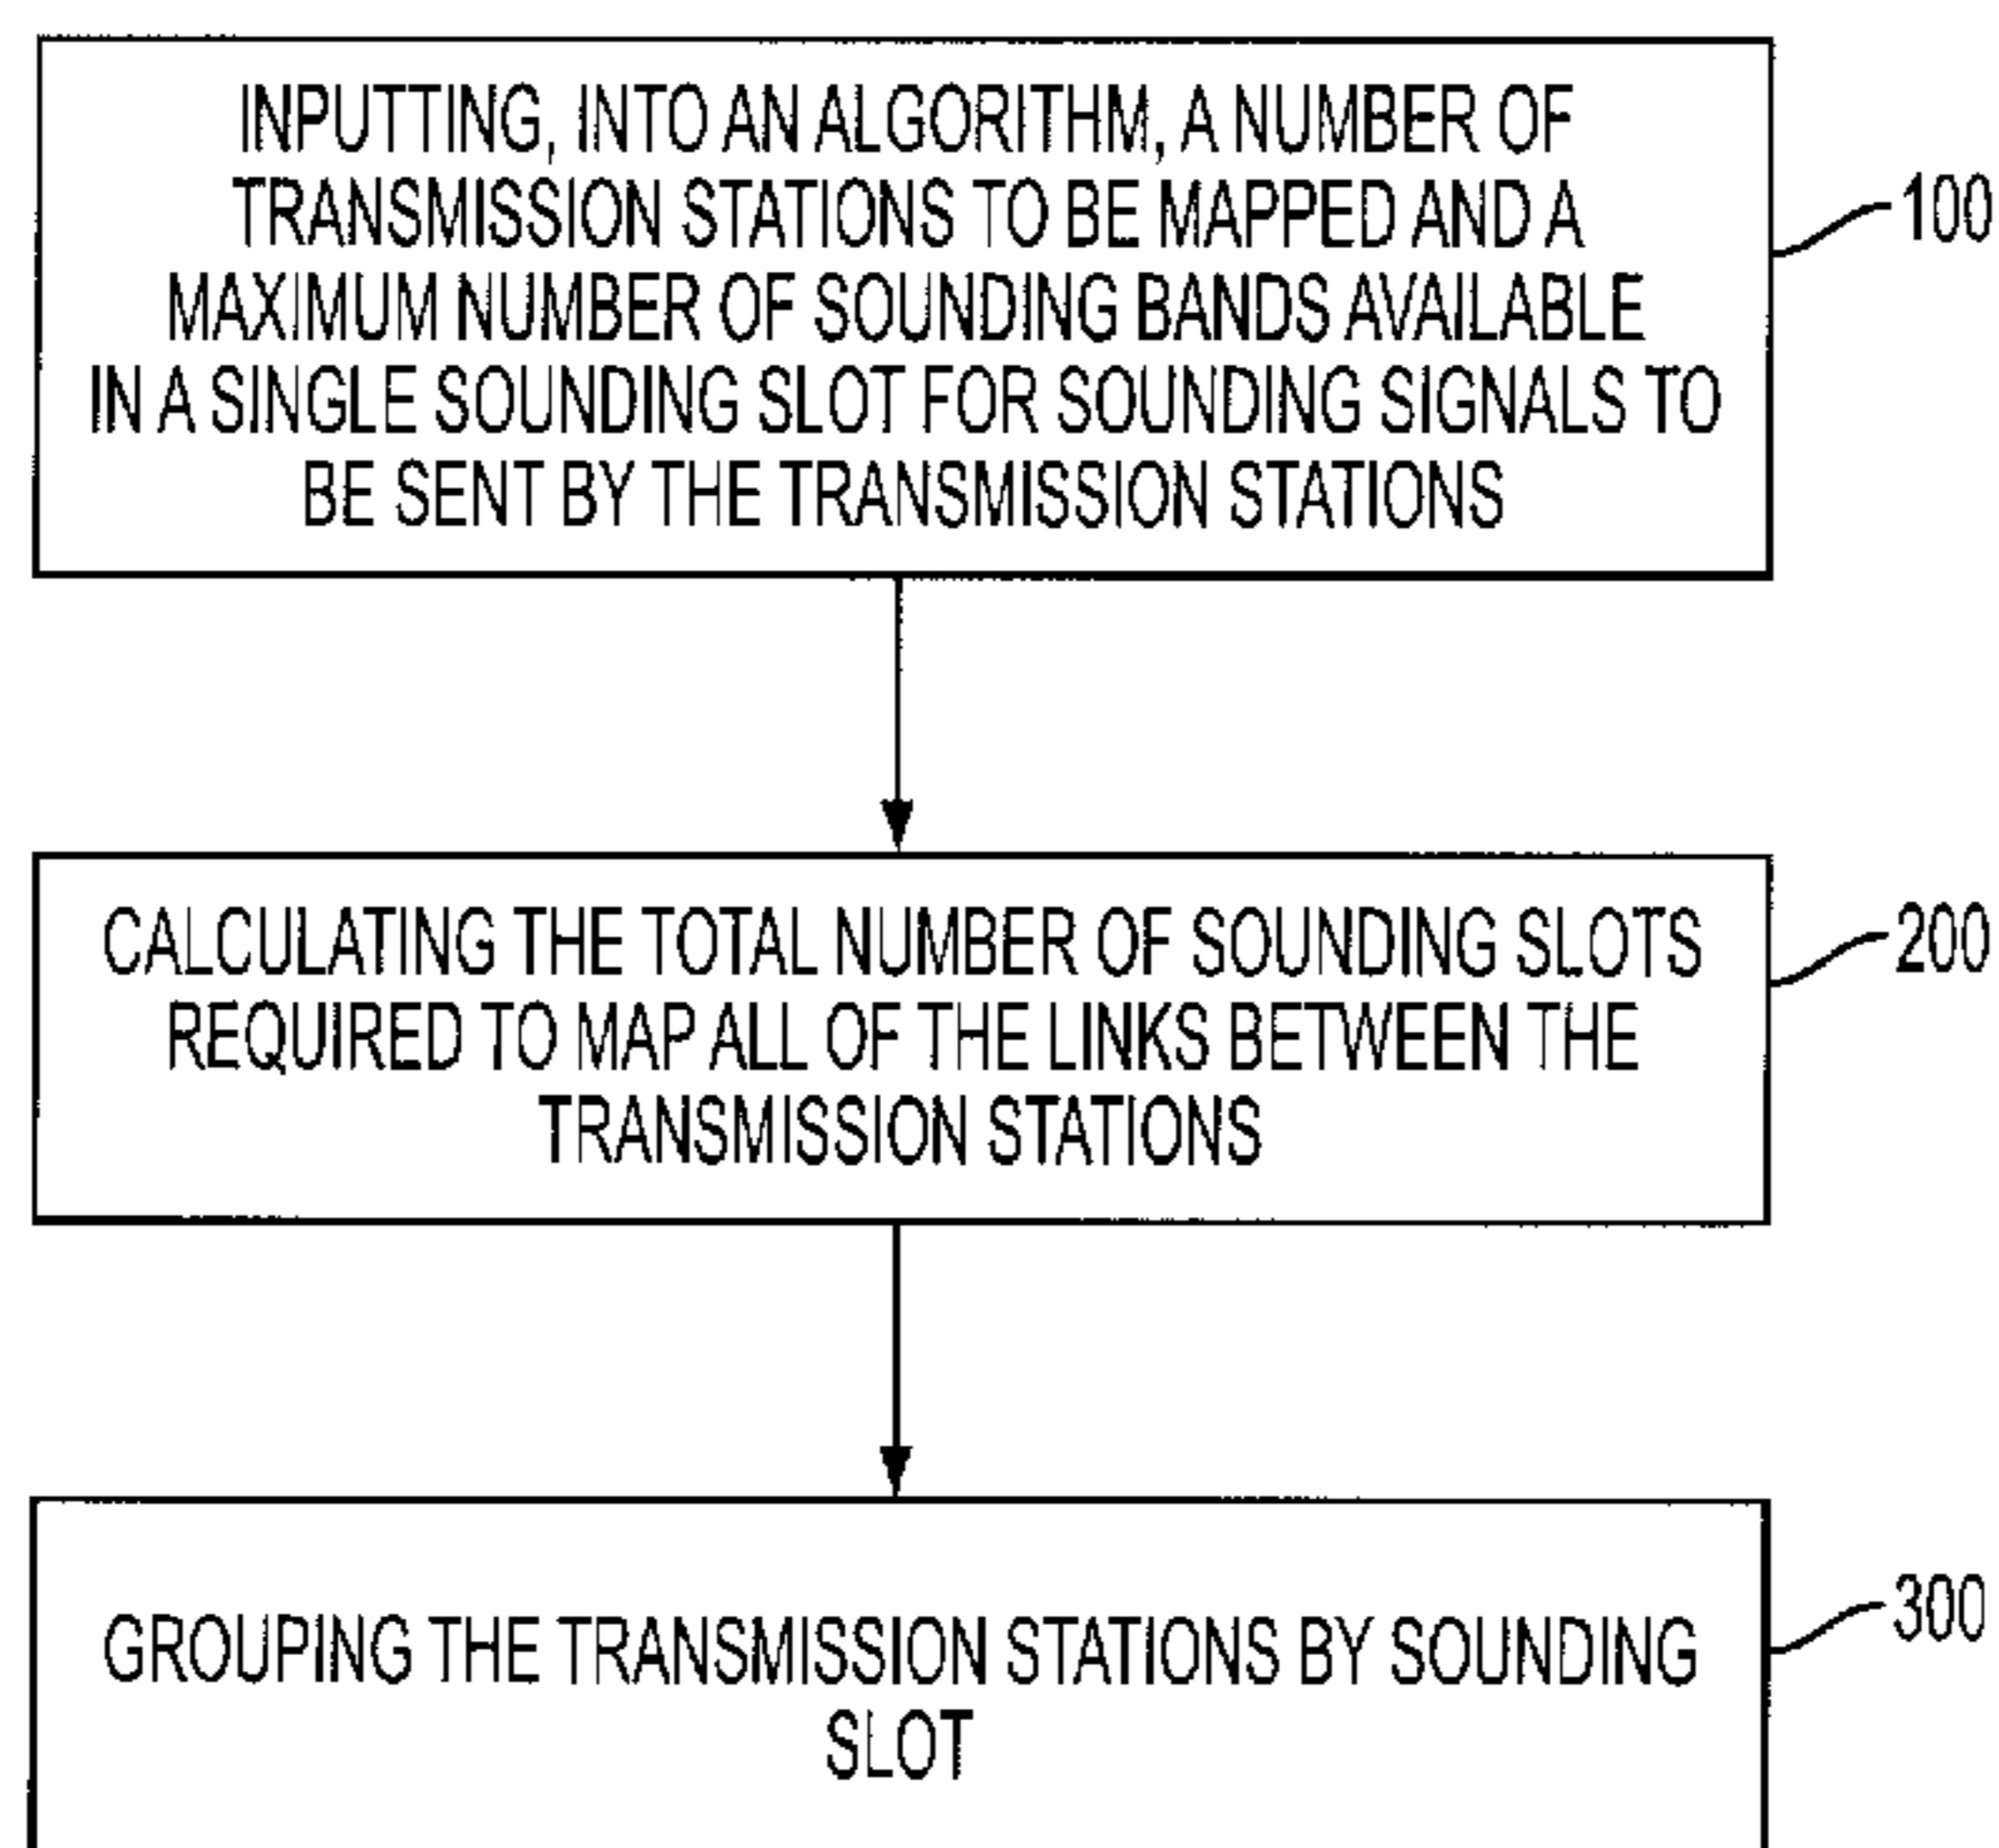 INPUTTING, INTO AN ALGORITHM, A NUMBER OF
TRANSMISSION STATIONS TO BE MAPPED AND A
MAXIMUM NUMBER OF SOUNDING BANDS AVAILABLE
IN A SINGLE SOUNDING SLOT FOR SOUNDING SIGNALS TO
BE SENT BY THE TRANSMISSION STATIONS
100
CALCULATING THE TOTAL NUMBER OF SOUNDING SLOTS
REQUIRED TO MAP ALL OF THE LINKS BETWEEN THE
TRANSMISSION STATIONS
200
GROUPING THE TRANSMISSION STATIONS BY SOUNDING
SLOT
300